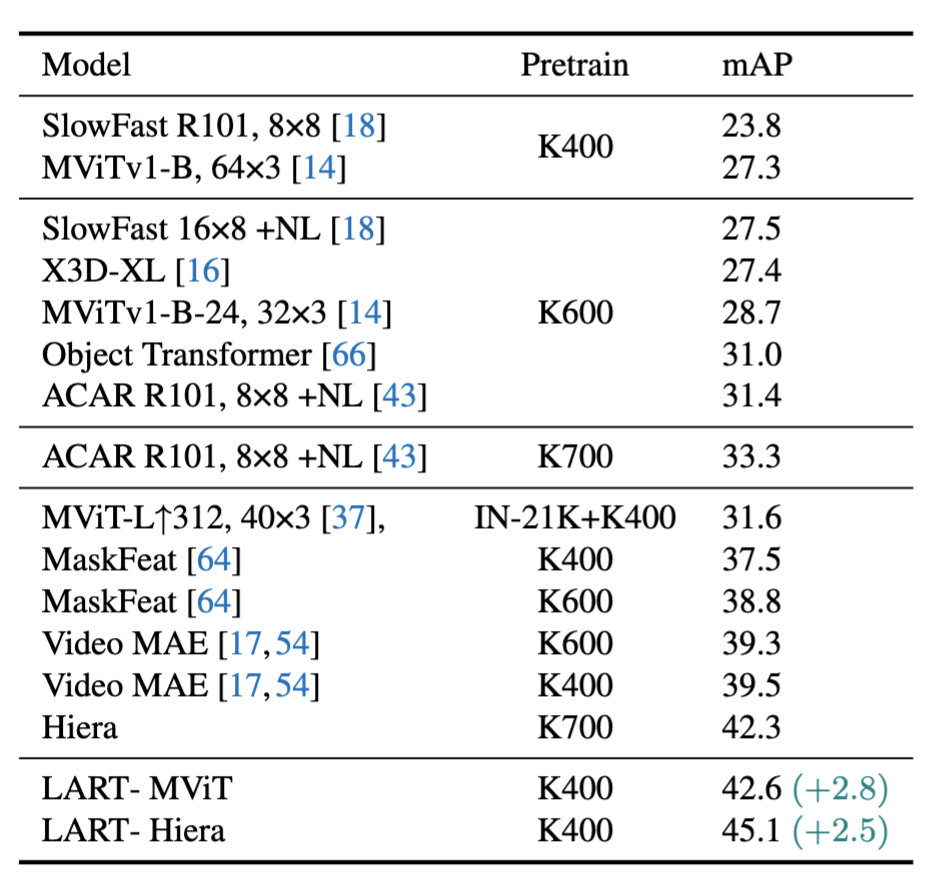 Model Pretrain mAP
SlowFast R101, 8×8 [18] 23.8
K400
MViTv1-B, 64×3 [14] 27.3
SlowFast 16×8 +NL [18] 27.5
X3D-XL [16] 27.4
MViTv1-B-24, 32×3 [14] K600 28.7
Object Transformer [66] 31.0
ACAR R101, 8×8 +NL [43] 31.4
ACAR R101, 8×8 +NL [43] K700 33.3
MViT-L↑312, 40×3 [37], IN-21K+K400 31.6
MaskFeat [64] K400 37.5
MaskFeat [64] K600 38.8
Video MAE [17, 54] K600 39.3
Video MAE [17, 54] K400 39.5
Hiera K700 42.3
LART- MViT K400 42.6 (+2.8)
LART- Hiera K400 45.1 (+2.5)